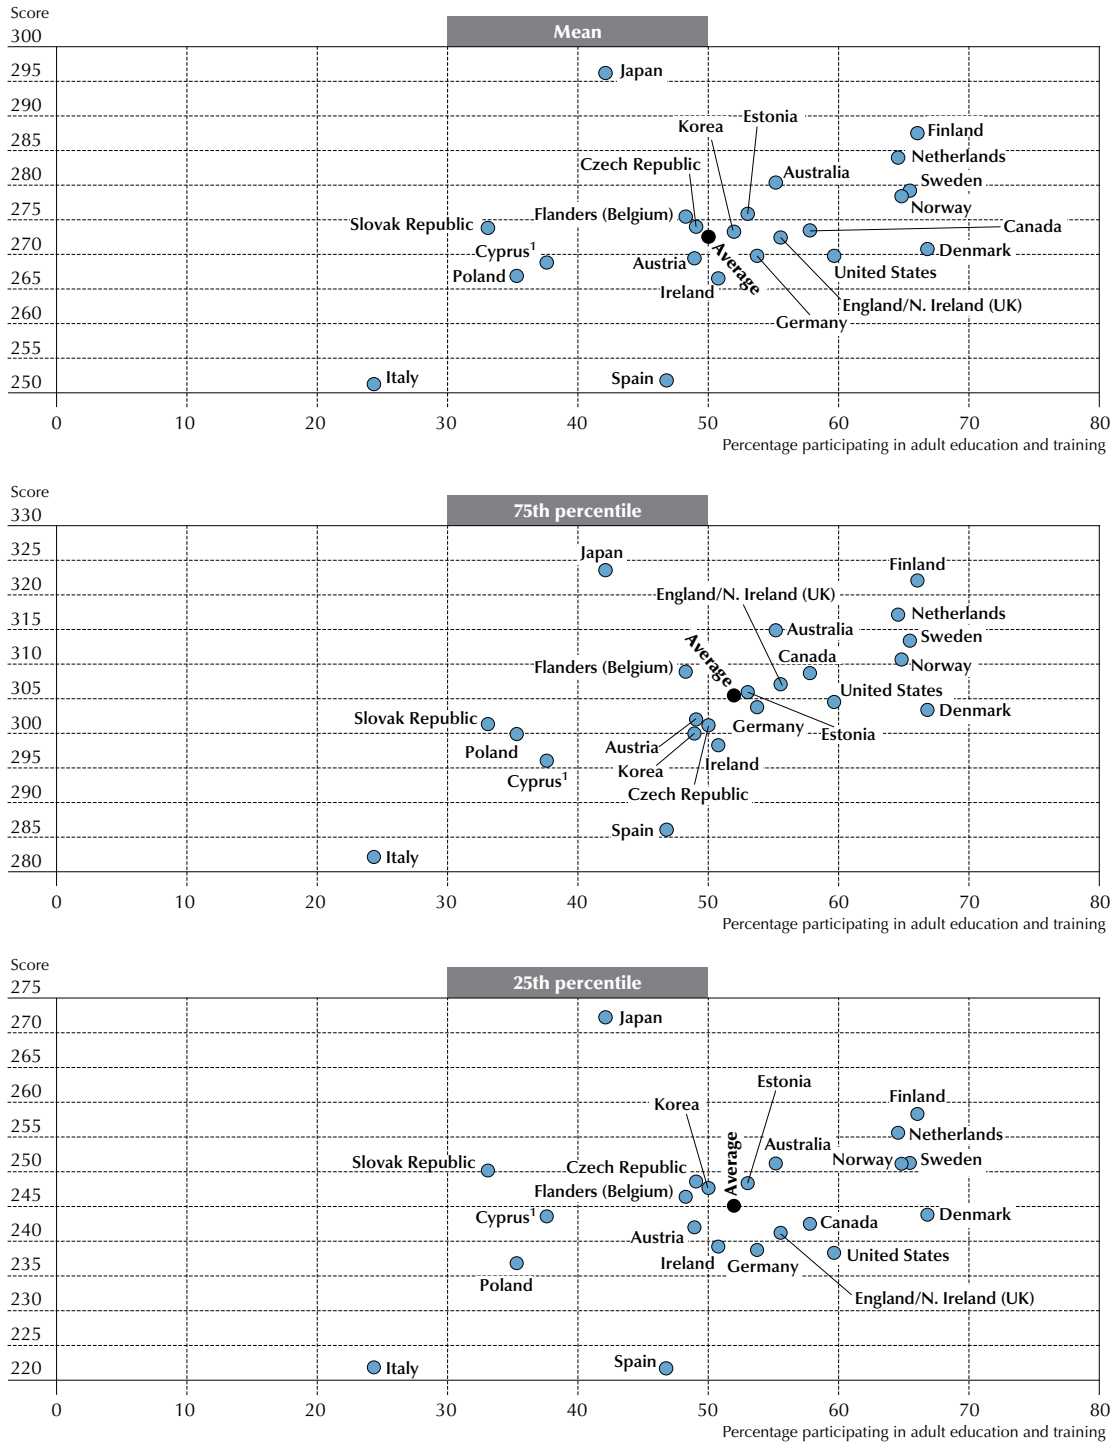 Score
Mean
300
295
290
285
280
275
270
265
260
255
250
Japan
Estonia
Korea
Finland
Czech Republic
Netherlands
Australia
Sweden
Norway
Flanders (Belgium)
Slovak Republic
Canada
Cyprus1
Average
Denmark
Austria
Poland
United States
Ireland
England/N. Ireland (UK)
Germany
Italy
Spain
0 10 20 30 40 50 60 70 80
Percentage participating in adult education and training
Score
75th percentile
330
325
320
315
310
305
300
295
290
285
280
Japan
Finland
England/N. Ireland (UK)
Netherlands
Australia
Sweden
Average
Canada
Flanders (Belgium)
Norway
United States
Denmark
Slovak Republic
Germany
Estonia
Poland
Austria
Ireland
Korea
Cyprus1
Czech Republic
Spain
Italy
0 10 20 30 40 50 60 70 80
Percentage participating in adult education and training
Score
25th percentile
275
270
265
260
255
250
245
240
235
230
225
220
Japan
Estonia
Finland
Korea
Netherlands
Average
Australia
Norway
Sweden
Slovak Republic
Czech Republic
Flanders (Belgium)
Cyprus1
Denmark
Canada
Austria
Ireland
Germany
United States
Poland
England/N. Ireland (UK)
Italy
Spain
0 10 20 30 40 50 60 70 80
Percentage participating in adult education and training